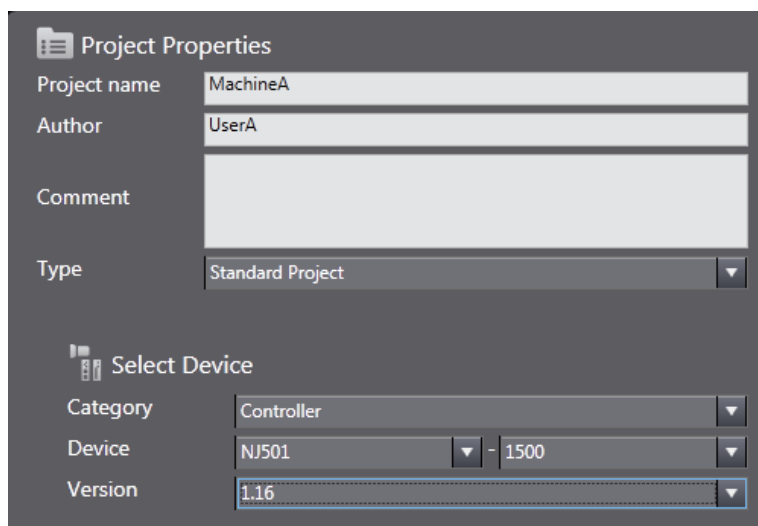 Project Properties
Project name MachineA
Author UserA
Comment
Type Standard Project
Select Device
Category Controller
Device NJ501 - 1500
Version 1.16